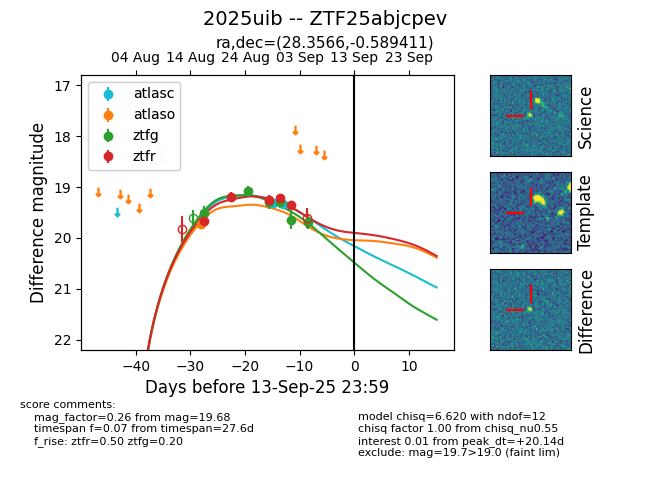 2025uib -- ZTF25abjcpev
ra,dec=(28.3566,-0.589411)
04 Aug 14 Aug 24 Aug 03 Sep 13 Sep 23 Sep
17
18
19
20
21
22
Difference magnitude
atlasc
atlaso
ztfg
ztfr
−40 −30 −20 −10 0 10
Days before 13-Sep-25 23:59
Science
Template
Difference
score comments:
mag_factor=0.26 from mag=19.68
timespan f=0.07 from timespan=27.6d
f_rise: ztfr=0.50 ztfg=0.20
model chisq=6.620 with ndof=12
chisq factor 1.00 from chisq_nu0.55
interest 0.01 from peak_dt=+20.14d
exclude: mag=19.7>19.0 (faint lim)